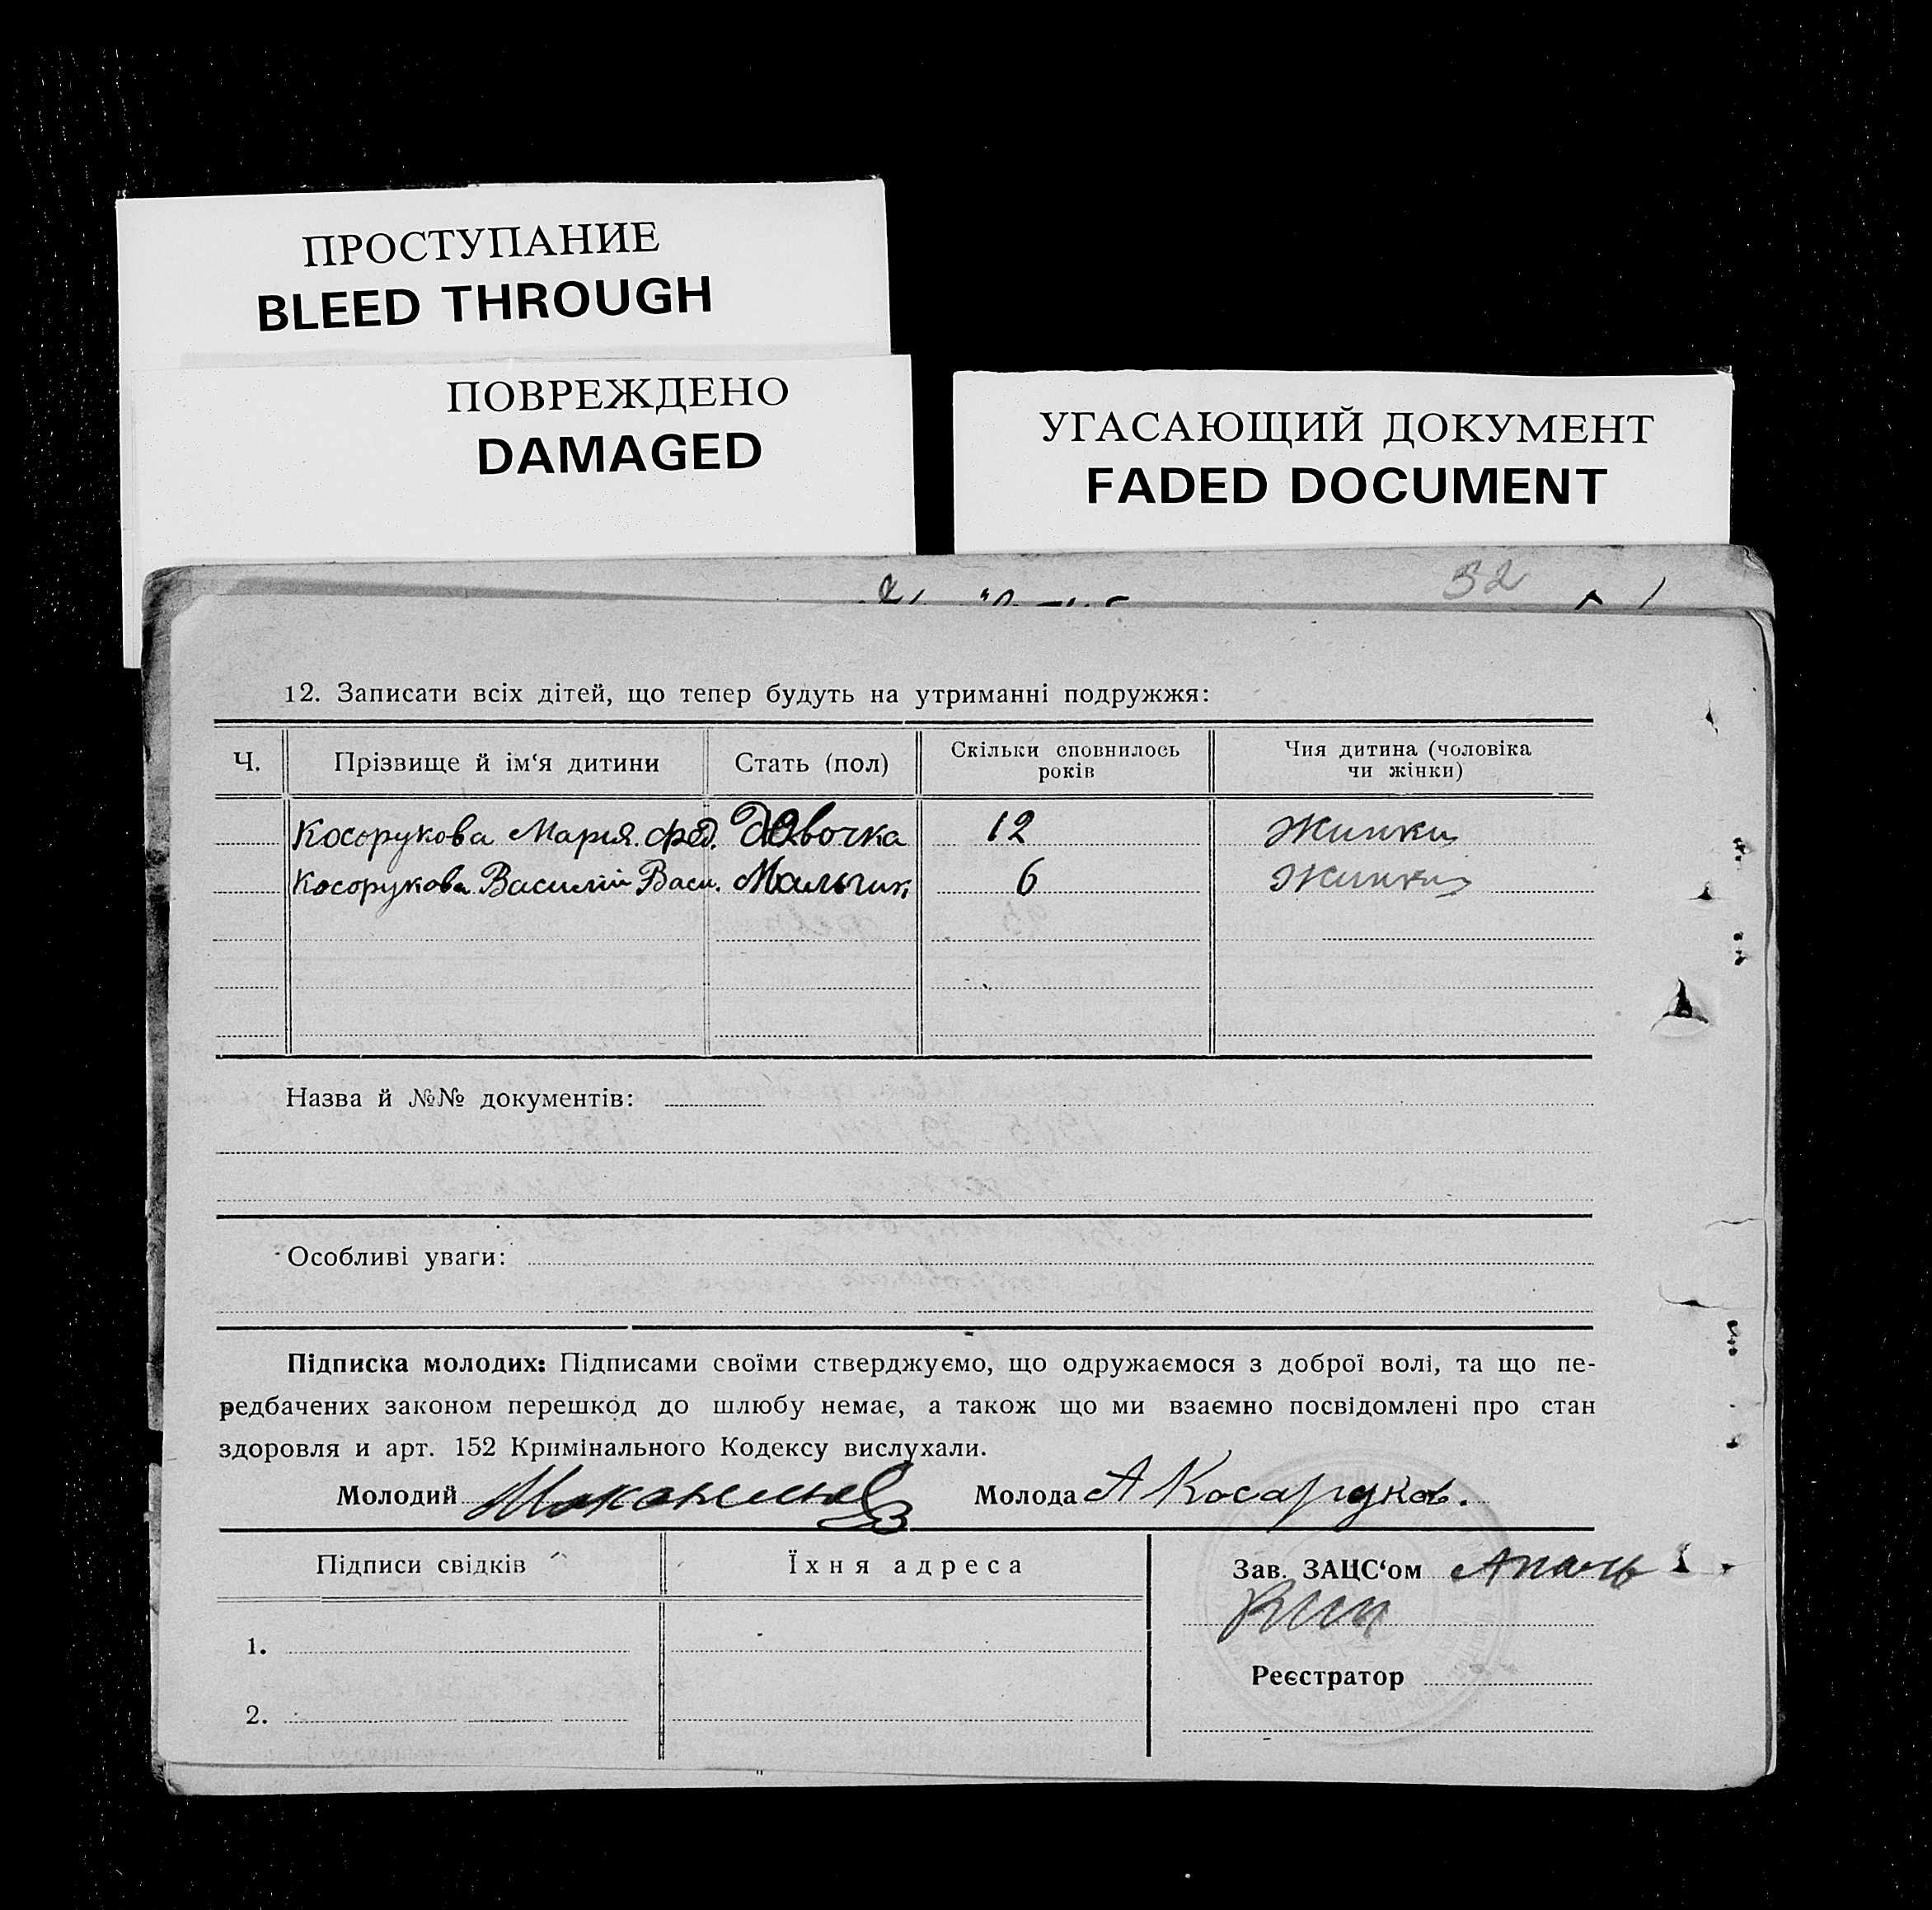 ПРОСТУПАНИЕ
BLEED THROUGH
ПОВРЕЖДЕНО
DAMAGED
УГАСАЮЩИЙ ДОКУМЕНТ
FADED DOCUMENT
32
12. Записати всіх дітей, що тепер будуть на утриманні подружжя:
Ч. Прізвище й ім‘я дитини Стать (пол) Скільки сповнилось років Чия дитина (чоловіка чи жінки)
Косорукова Марія Фед. Девочка 12 Жинки
Косорукова Василий Васи. Мальчик 6 Жинки
Назва й №№ документів:
Особливі уваги:
Підписка молодих: Підписами своїми стверджуємо, що одружаємося з доброї волі, та що пе-
редбачених законом перешкод до шлюбу немає, а також що ми взаємно посвідомлені про стан
здоровля и арт. 152 Кримінального Кодексу вислухали.
Молодий Молода А Косаруков.
Підписи свідків Їхня адреса Зав. ЗАЦС‘ом
1.
Реєстратор
2.